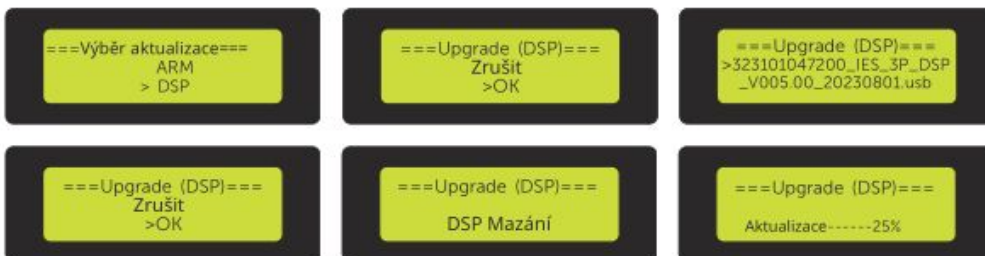 ===Výběr aktualizace===
ARM
> DSP
===Upgrade (DSP)===
Zrušit
>OK
===Upgrade (DSP)===
>323101047200_IES_3P_DSP
_V005.00_20230801.usb
===Upgrade (DSP)===
Zrušit
>OK
===Upgrade (DSP)===
DSP Mazání
===Upgrade (DSP)===
Aktualizace------25%